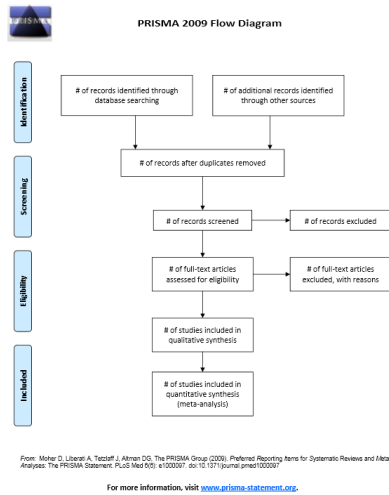 PRISMA
PRISMA 2009 Flow Diagram
Identification
# of records identified through
database searching
# of additional records identified
through other sources
# of records after duplicates removed
Screening
# of records screened
# of records excluded
Eligibility
# of full-text articles
assessed for eligibility
# of full-text articles
excluded, with reasons
# of studies included in
qualitative synthesis
Included
# of studies included in
quantitative synthesis
(meta-analysis)
From: Moher D, Liberati A, Tetzlaff J, Altman DG, The PRISMA Group (2009). Preferred Reporting Items for Systematic Reviews and Meta
Analyses: The PRISMA Statement. PLoS Med 6(6): e1000097. doi:10.1371/journal.pmed1000097
For more information, visit www.prisma-statement.org.